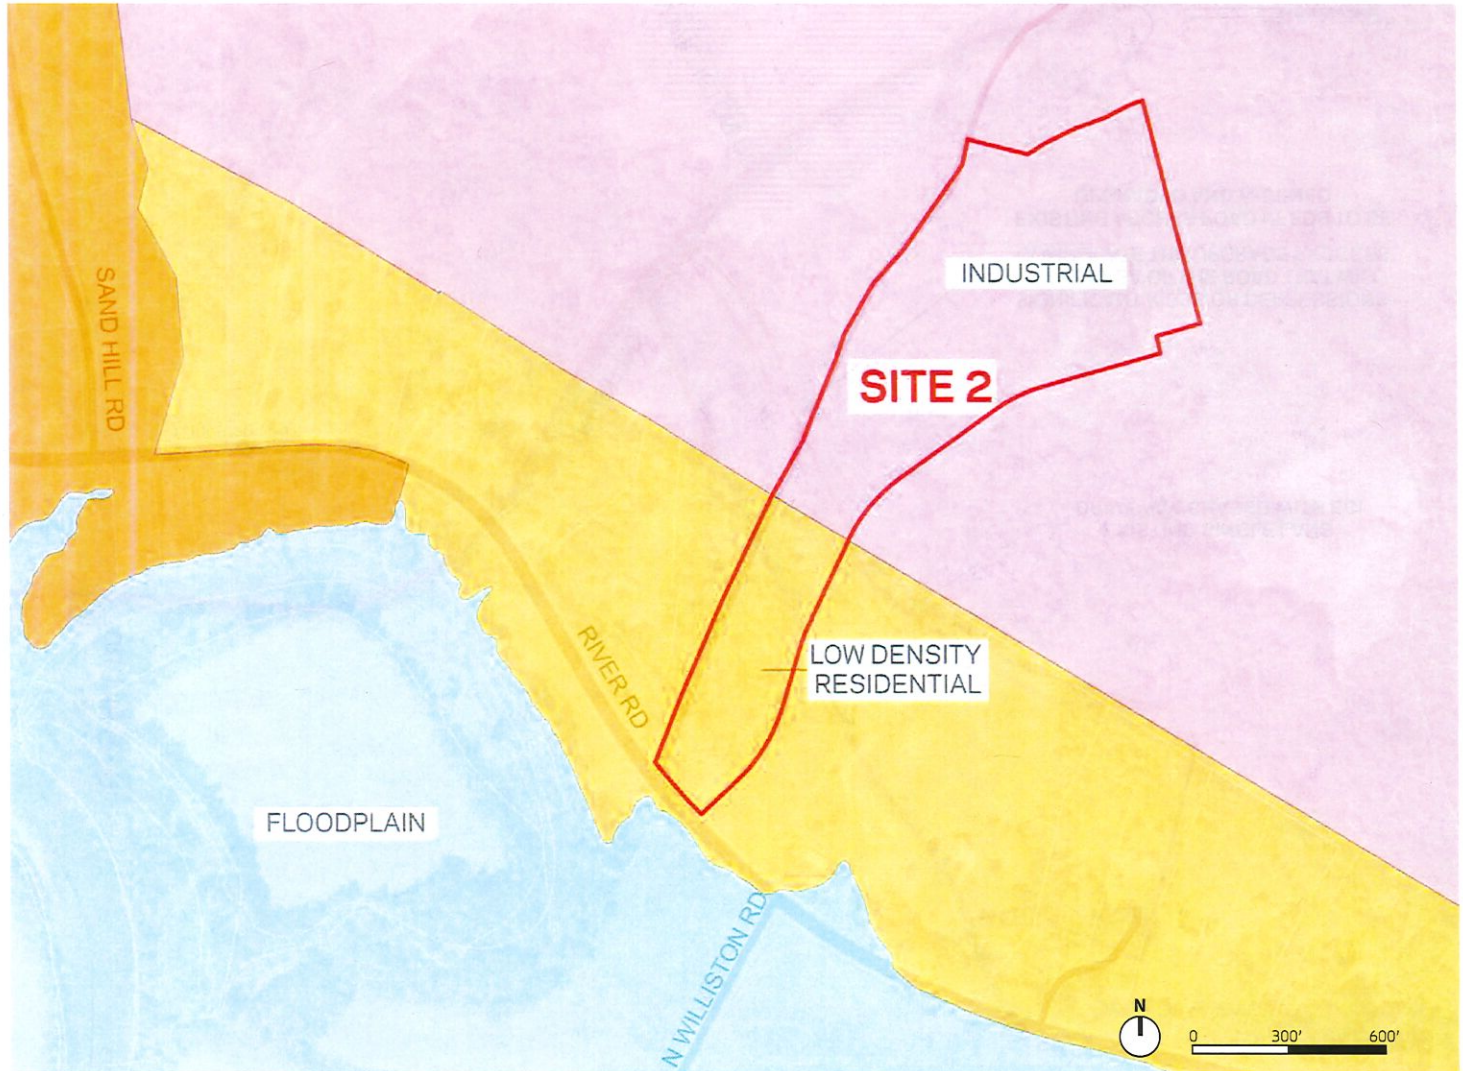 INDUSTRIAL
SAND HILL RD
SITE 2
RIVER RD
LOW DENSITY
RESIDENTIAL
FLOODPLAIN
N WILLISTON RD
N
0 300' 600'